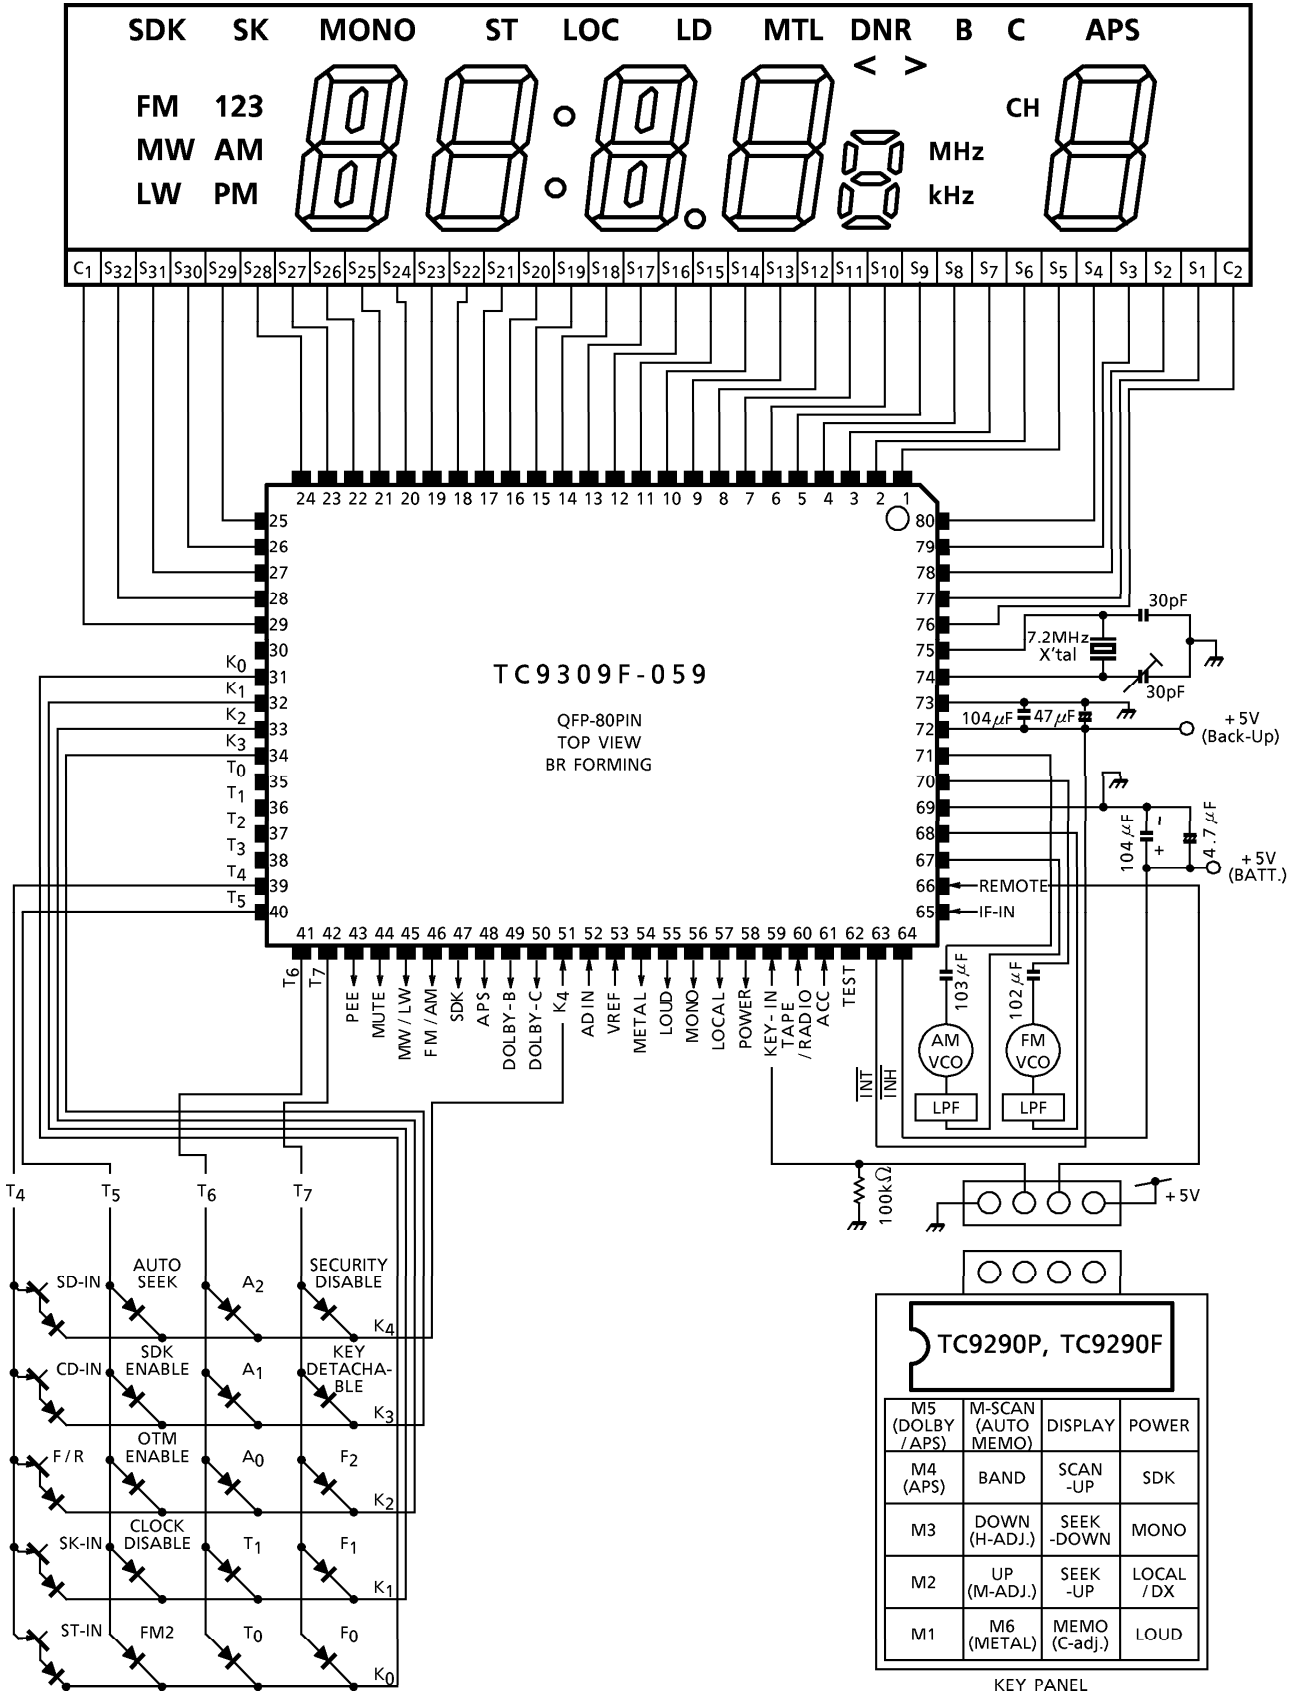 SDK SK MONO ST LOC LD MTL DNR B C APS
< >
FM 123 CH
MW AM MHz
LW PM kHz
C1 S32 S31 S30 S29 S28 S27 S26 S25 S24 S23 S22 S21 S20 S19 S18 S17 S16 S15 S14 S13 S12 S11 S10 S9 S8 S7 S6 S5 S4 S3 S2 S1 C2
24 23 22 21 20 19 18 17 16 15 14 13 12 11 10 9 8 7 6 5 4 3 2 1
25
26
27
28
29
30
31
32
33
34
35
36
37
38
39
40
K0
K1
K2
K3
T0
T1
T2
T3
T4
T5
TC9309F-059
QFP-80PIN
TOP VIEW
BR FORMING
80
79
78
77
76
75
74
73
72
71
70
69
68
67
66
65
30pF
7.2MHz
X'tal
30pF
104μF 47μF
+5V
(Back-Up)
104μF
- +
4.7μF
+5V
(BATT.)
REMOTE
IF-IN
41 42 43 44 45 46 47 48 49 50 51 52 53 54 55 56 57 58 59 60 61 62 63 64
T6
T7
PEE
MUTE
MW/LW
FM/AM
SDK
APS
DOLBY-B
DOLBY-C
K4
ADIN
VREF
METAL
LOUD
MONO
LOCAL
POWER
KEY-IN
TAPE
/RADIO
ACC
TEST
INT
INH
103μF
102μF
AM
VCO
FM
VCO
LPF
LPF
100kΩ
+5V
T4 T5 T6 T7
SD-IN
AUTO
SEEK
A2
SECURITY
DISABLE
K4
CD-IN
SDK
ENABLE
A1
KEY
DETACHA-
BLE
K3
F/R
OTM
ENABLE
A0
F2
K2
SK-IN
CLOCK
DISABLE
T1
F1
K1
ST-IN
FM2
T0
F0
K0
TC9290P, TC9290F
M5
(DOLBY
/APS)
M-SCAN
(AUTO
MEMO)
DISPLAY
POWER
M4
(APS)
BAND
SCAN
-UP
SDK
M3
DOWN
(H-ADJ.)
SEEK
-DOWN
MONO
M2
UP
(M-ADJ.)
SEEK
-UP
LOCAL
/DX
M1
M6
(METAL)
MEMO
(C-adj.)
LOUD
KEY PANEL